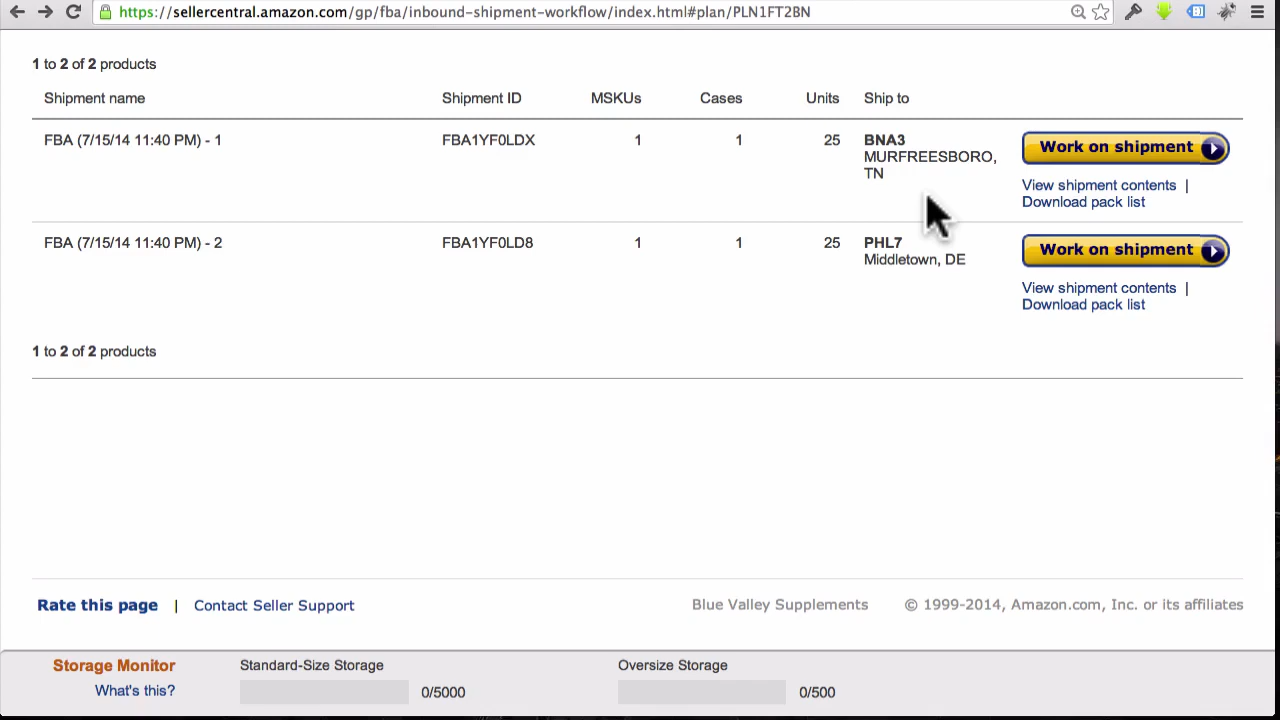 https://sellercentral.amazon.com/gp/fba/inbound-shipment-workflow/index.html#plan/PLN1FT2BN
1 to 2 of 2 products
Shipment name Shipment ID MSKUs Cases Units Ship to
FBA (7/15/14 11:40 PM) - 1 FBA1YF0LDX 1 1 25 BNA3 Work on shipment
MURFREESBORO,
TN
View shipment contents |
Download pack list
FBA (7/15/14 11:40 PM) - 2 FBA1YF0LD8 1 1 25 PHL7 Work on shipment
Middletown, DE
View shipment contents |
Download pack list
1 to 2 of 2 products
Rate this page | Contact Seller Support Blue Valley Supplements © 1999-2014, Amazon.com, Inc. or its affiliates
Storage Monitor Standard-Size Storage Oversize Storage
What's this? 0/5000 0/500